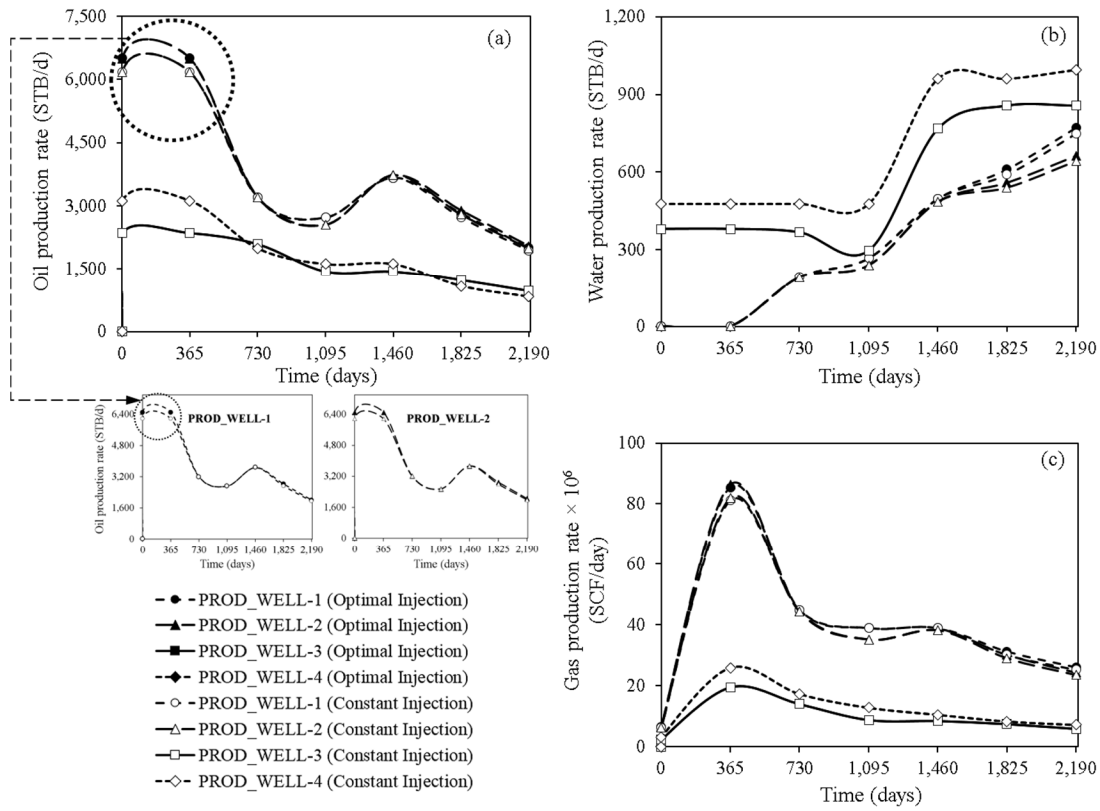 (a)
Oil production rate (STB/d)
7,500
6,000
4,500
3,000
1,500
0
0 365 730 1,095 1,460 1,825 2,190
Time (days)
(b)
Water production rate (STB/d)
1,200
900
600
300
0
0 365 730 1,095 1,460 1,825 2,190
Time (days)
PROD_WELL-1
Oil production rate (STB/d)
6,400
4,800
3,200
1,600
0
0 365 730 1,095 1,460 1,825 2,190
Time (days)
PROD_WELL-2
6,400
4,800
3,200
1,600
0
0 365 730 1,095 1,460 1,825 2,190
Time (days)
PROD_WELL-1 (Optimal Injection)
PROD_WELL-2 (Optimal Injection)
PROD_WELL-3 (Optimal Injection)
PROD_WELL-4 (Optimal Injection)
PROD_WELL-1 (Constant Injection)
PROD_WELL-2 (Constant Injection)
PROD_WELL-3 (Constant Injection)
PROD_WELL-4 (Constant Injection)
(c)
Gas production rate × 10⁶
(SCF/day)
100
80
60
40
20
0
0 365 730 1,095 1,460 1,825 2,190
Time (days)